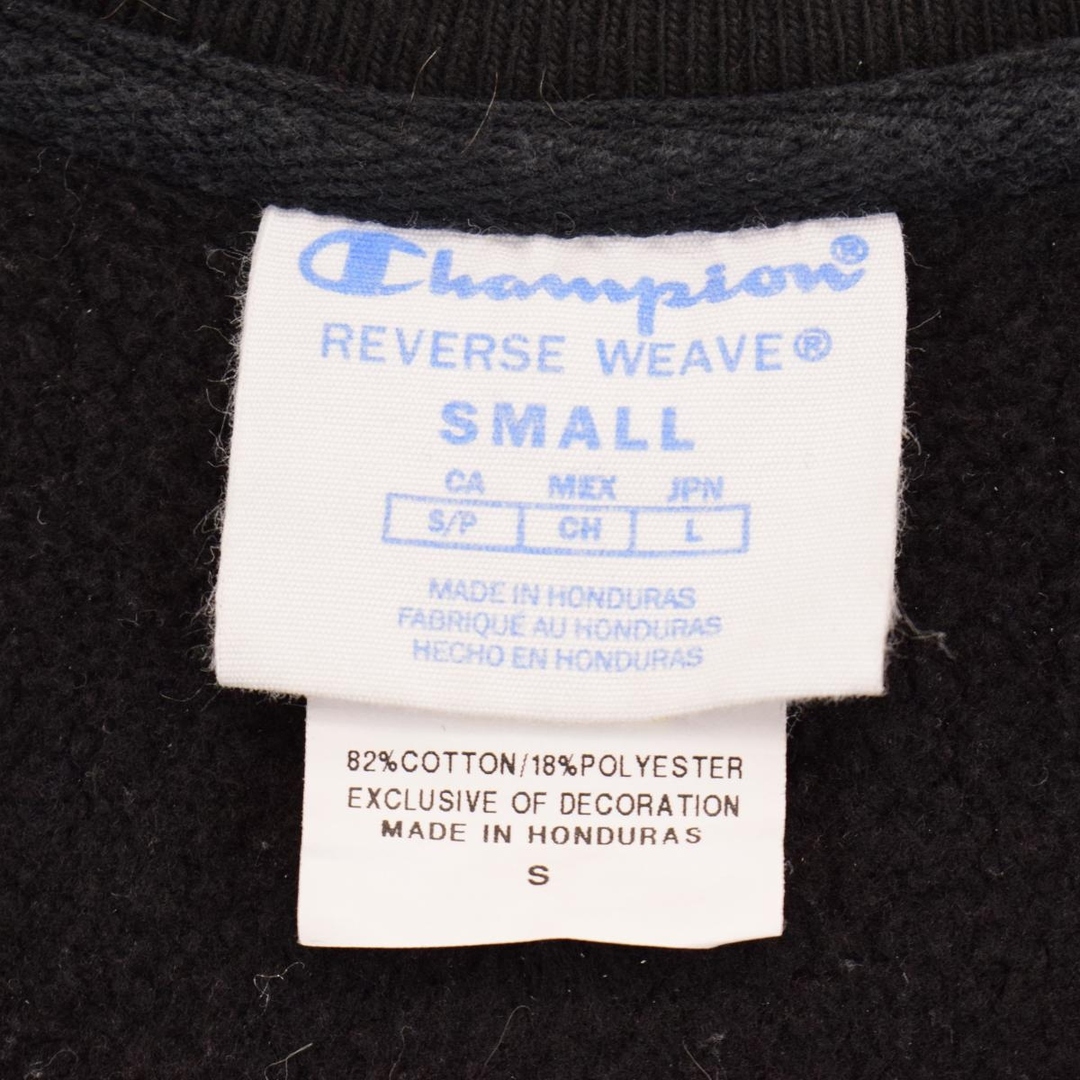 Champion®
REVERSE WEAVE®
SMALL
CA MEX JPN
S/P CH L
MADE IN HONDURAS
FABRIQUÉ AU HONDURAS
HECHO EN HONDURAS
82%COTTON/18%POLYESTER
EXCLUSIVE OF DECORATION
MADE IN HONDURAS
S